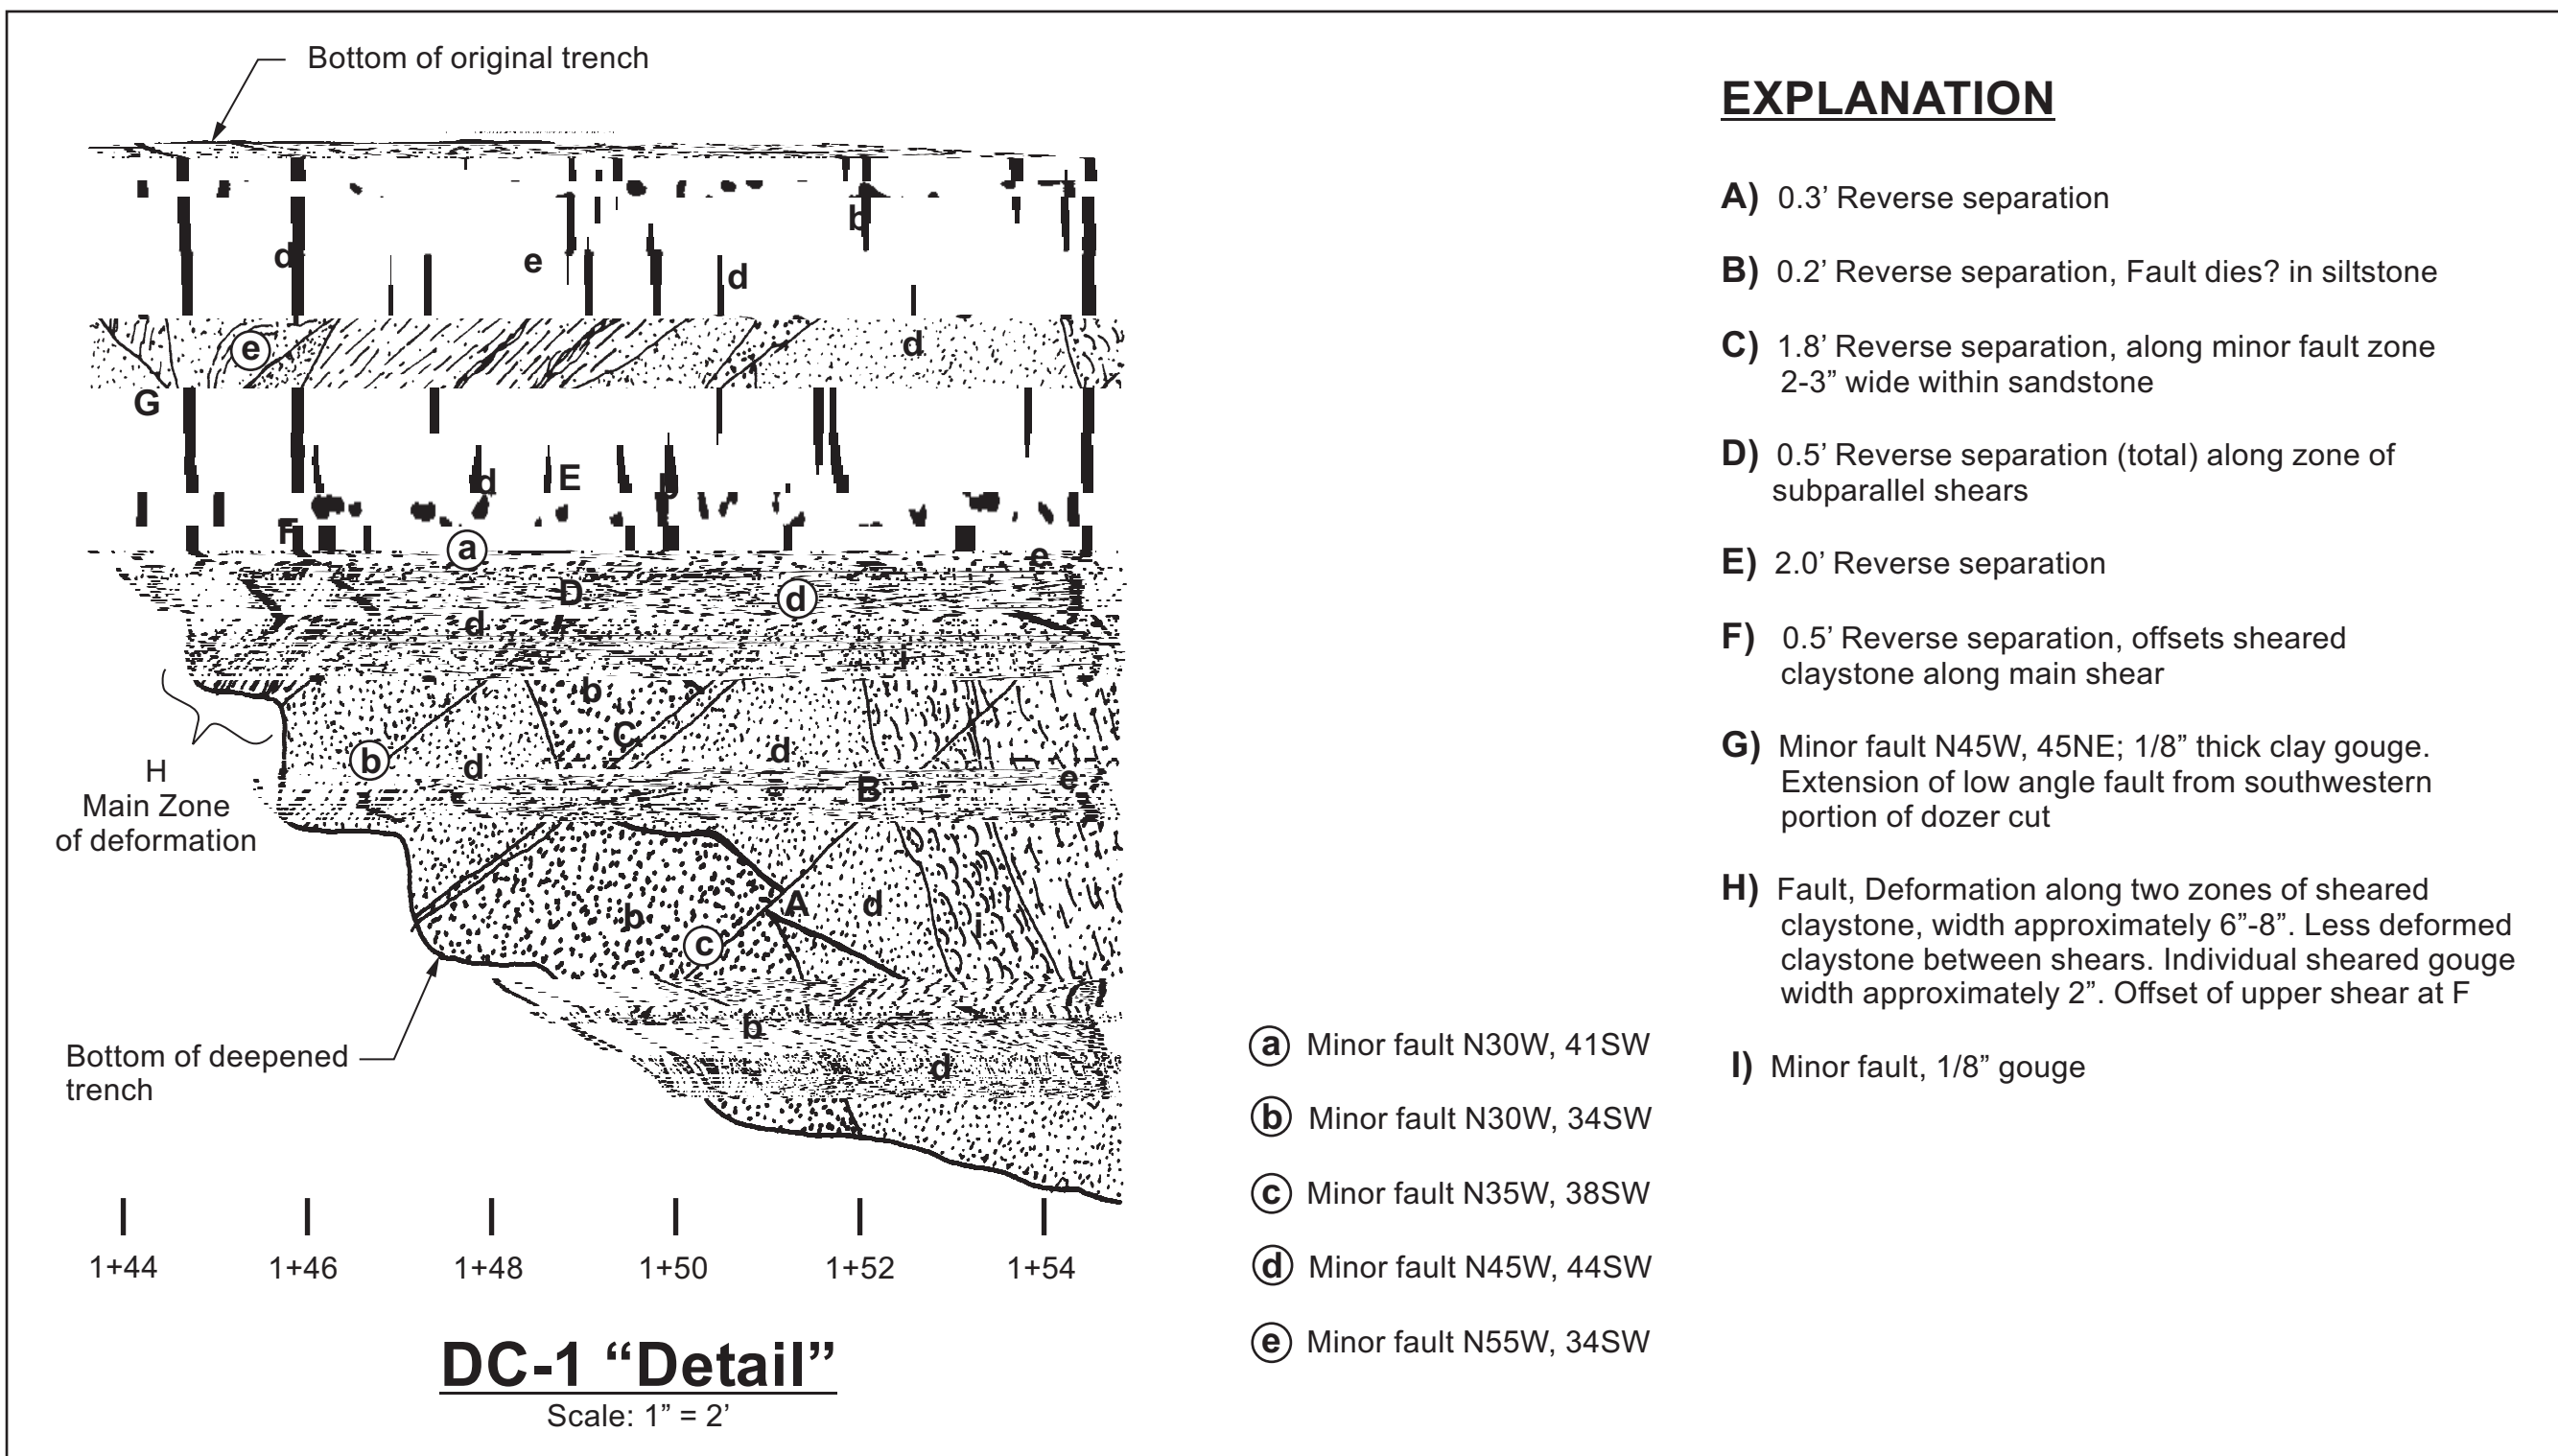 Bottom of original trench
b
d
e
d
e
d
G
d
E
F
a
e
D
d
d
i
b
C
d
b
d
e
B
H
Main Zone
of deformation
A
d
b
i
c
b
d
Bottom of deepened
trench
1+44 1+46 1+48 1+50 1+52 1+54
DC-1 “Detail”
Scale: 1” = 2’
a Minor fault N30W, 41SW
b Minor fault N30W, 34SW
c Minor fault N35W, 38SW
d Minor fault N45W, 44SW
e Minor fault N55W, 34SW
EXPLANATION
A) 0.3’ Reverse separation
B) 0.2’ Reverse separation, Fault dies? in siltstone
C) 1.8’ Reverse separation, along minor fault zone
2-3” wide within sandstone
D) 0.5’ Reverse separation (total) along zone of
subparallel shears
E) 2.0’ Reverse separation
F) 0.5’ Reverse separation, offsets sheared
claystone along main shear
G) Minor fault N45W, 45NE; 1/8” thick clay gouge.
Extension of low angle fault from southwestern
portion of dozer cut
H) Fault, Deformation along two zones of sheared
claystone, width approximately 6”-8”. Less deformed
claystone between shears. Individual sheared gouge
width approximately 2”. Offset of upper shear at F
I) Minor fault, 1/8” gouge